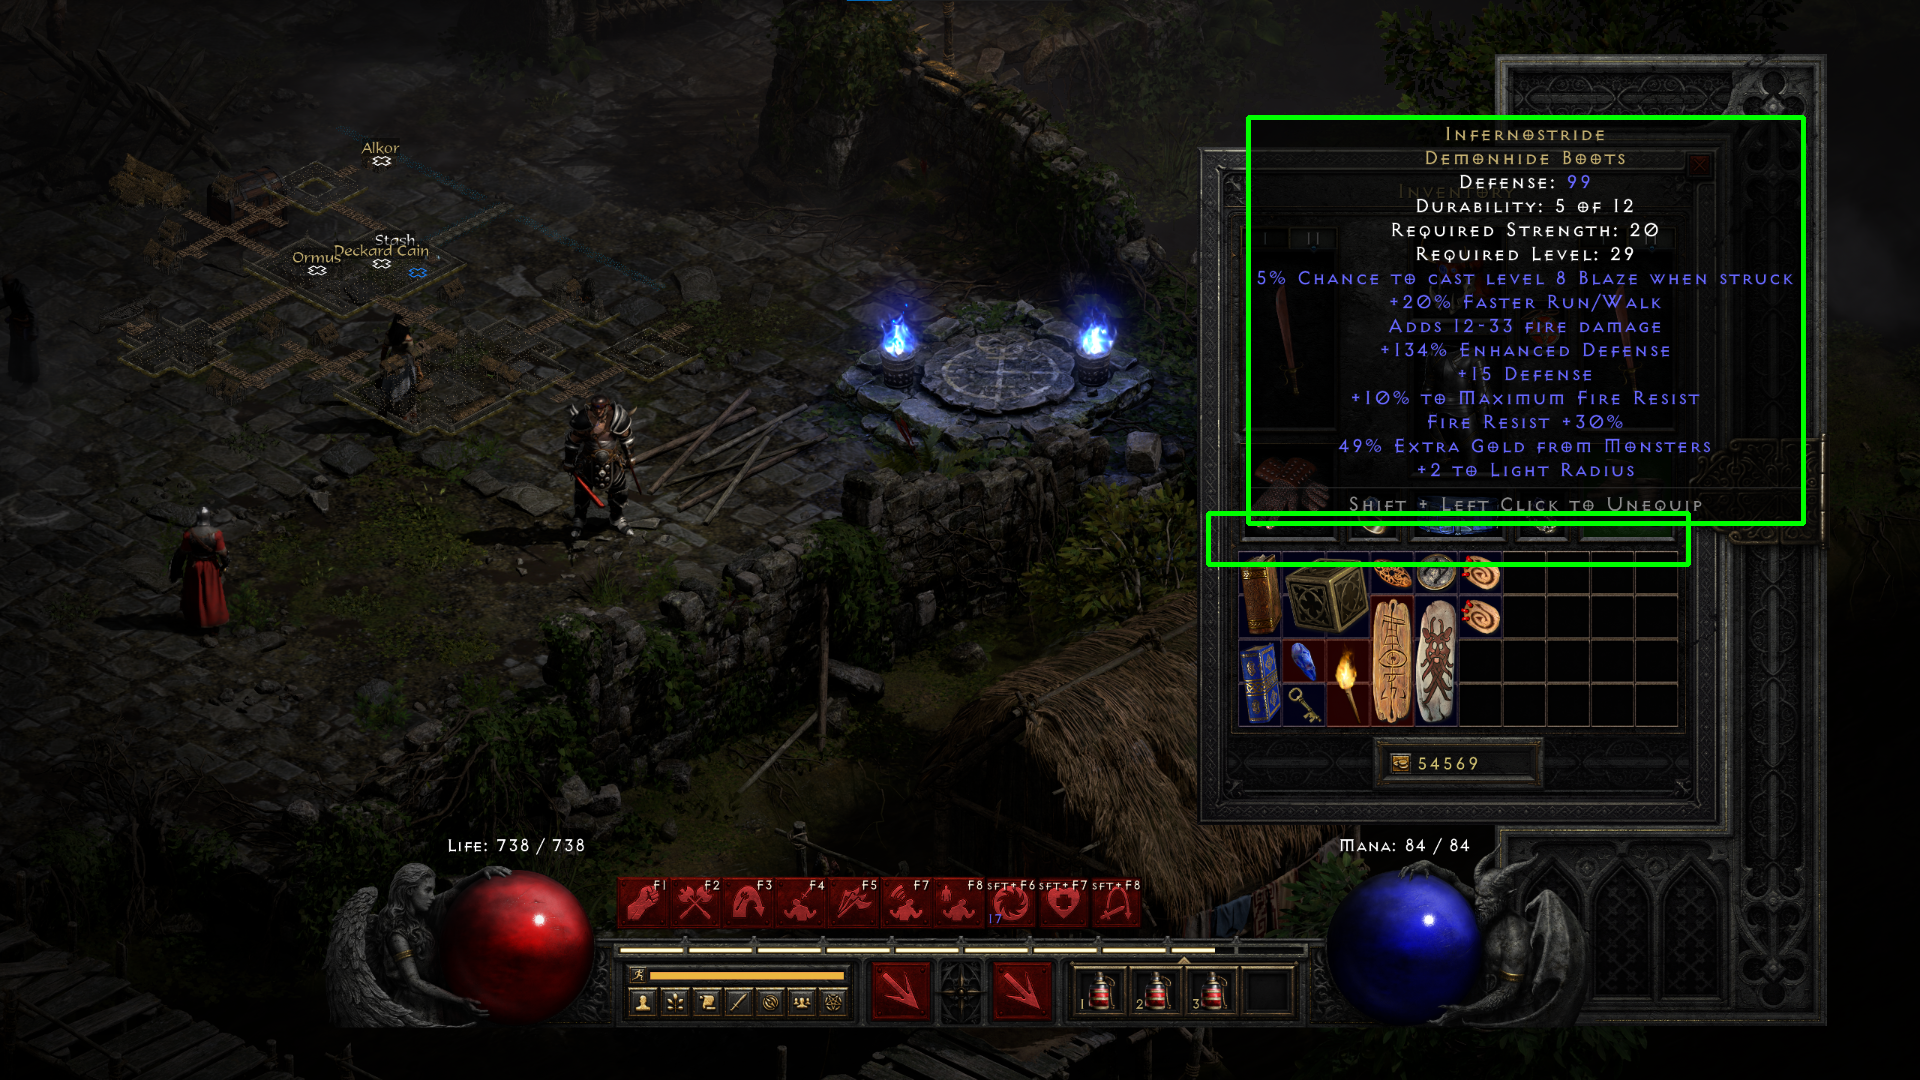 Alkor
Stash
Ormus
Deckard Cain
Inventory
Infernostride
Demonhide Boots
Defense: 99
Durability: 5 of 12
Required Strength: 20
Required Level: 29
5% Chance to cast level 8 Blaze when struck
+20% Faster Run/Walk
Adds 12-33 fire damage
+134% Enhanced Defense
+15 Defense
+10% to Maximum Fire Resist
Fire Resist +30%
49% Extra Gold from Monsters
+2 to Light Radius
Shift + Left Click to Unequip
54569
Life: 738 / 738
Mana: 84 / 84
F1 F2 F3 F4 F5 F7 F8 SFT+F6 SFT+F7 SFT+F8
17
1 2 3